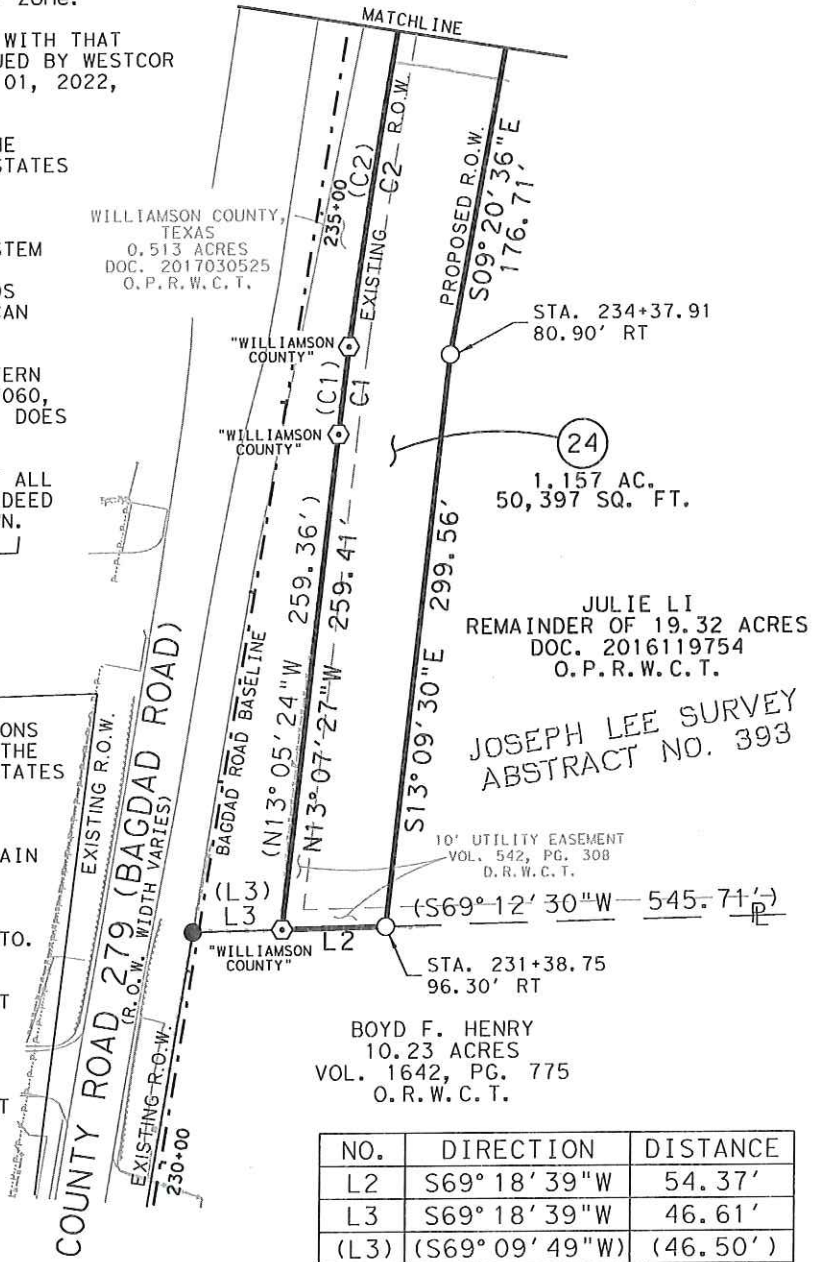 Zone.
MATCHLINE
WITH THAT
UED BY WESTCOR
01, 2022,
STATES
WILLIAMSON COUNTY,
TEXAS
0.513 ACRES
DOC. 2017030525
O.P.R.W.C.T.
STEM
OS
CAN
ERN
060,
DOES
ALL
DEED
N.
235+00
(C2)
EXISTING C2 R.O.W.
PROPOSED R.O.W.
S09°20'36"E
176.71'
STA. 234+37.91
80.90' RT
"WILLIAMSON
COUNTY"
(C1)
C1
"WILLIAMSON
COUNTY"
24
1.157 AC.
50,397 SQ. FT.
(N13°05'24"W 259.36')
N13°07'27"W 259.41'
S13°09'30"E 299.56'
JULIE LI
REMAINDER OF 19.32 ACRES
DOC. 2016119754
O.P.R.W.C.T.
JOSEPH LEE SURVEY
ABSTRACT NO. 393
ONS
THE
STATES
AIN
TO.
T
T
EXISTING R.O.W.
COUNTY ROAD 279 (BAGDAD ROAD)
(R.O.W. WIDTH VARIES)
BAGDAD ROAD BASELINE
EXISTING R.O.W.
230+00
10' UTILITY EASEMENT
VOL. 542, PG. 308
D.R.W.C.T.
(L3)
L3
"WILLIAMSON
COUNTY"
L2
(S69°12'30"W 545.71')
PL
STA. 231+38.75
96.30' RT
BOYD F. HENRY
10.23 ACRES
VOL. 1642, PG. 775
O.R.W.C.T.
NO. DIRECTION DISTANCE
L2 S69°18'39"W 54.37'
L3 S69°18'39"W 46.61'
(L3) (S69°09'49"W) (46.50')